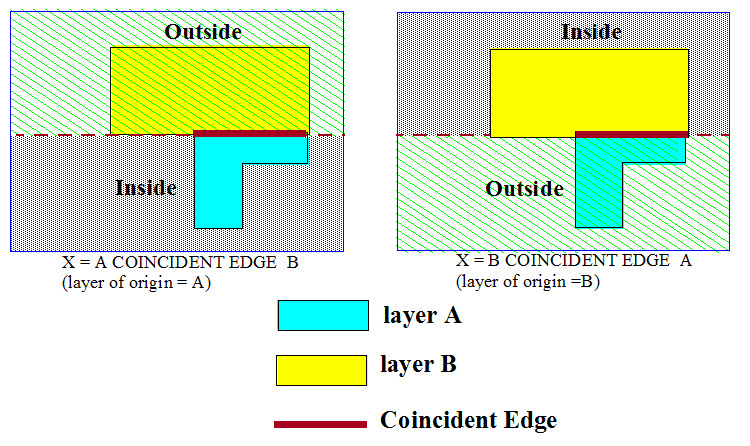 Outside
Inside
X = A COINCIDENT EDGE B
(layer of origin = A)
Inside
Outside
X = B COINCIDENT EDGE A
(layer of origin =B)
layer A
layer B
Coincident Edge